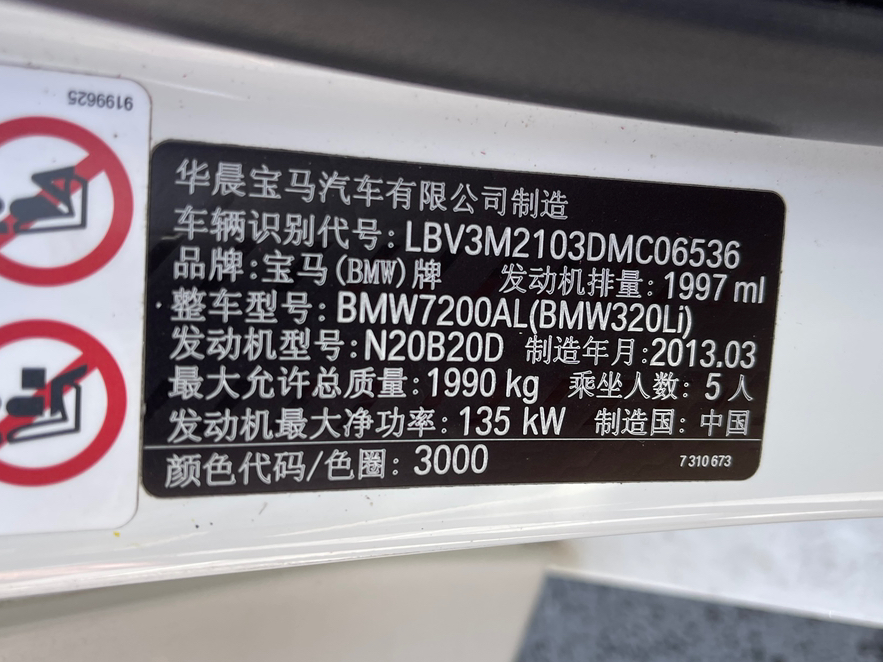 9199625
华晨宝马汽车有限公司制造
车辆识别代号: LBV3M2103DMC06536
品牌: 宝马(BMW)牌 发动机排量: 1997 ml
整车型号: BMW7200AL(BMW320Li)
发动机型号: N20B20D 制造年月: 2013.03
最大允许总质量: 1990 kg 乘坐人数: 5 人
发动机最大净功率: 135 kW 制造国: 中国
颜色代码/色圈: 3000 7 310 673